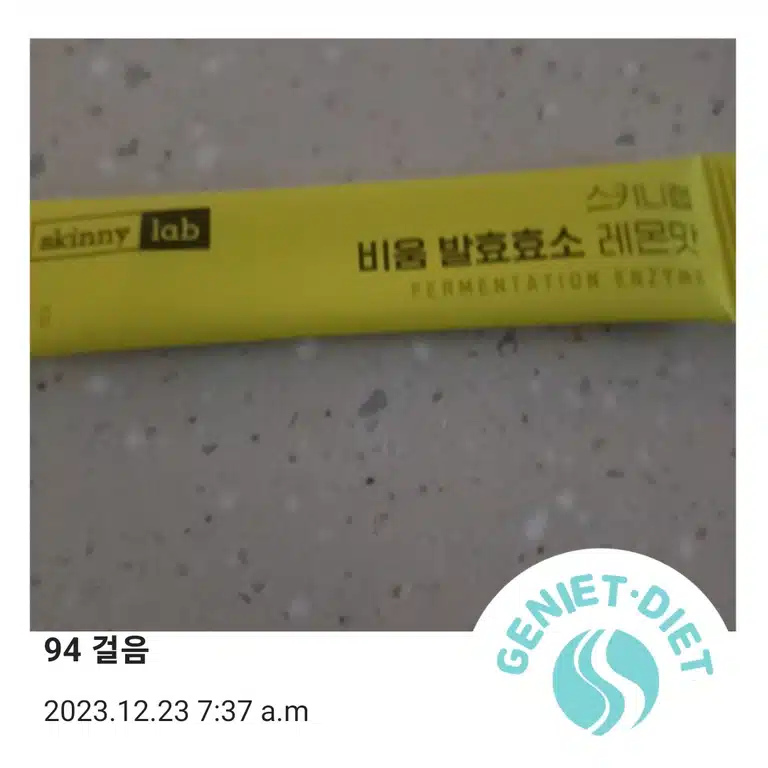 skinny lab
스키니랩
비움 발효효소 레몬맛
FERMENTATION ENZYME
94 걸음
2023.12.23 7:37 a.m
GENIET·DIET